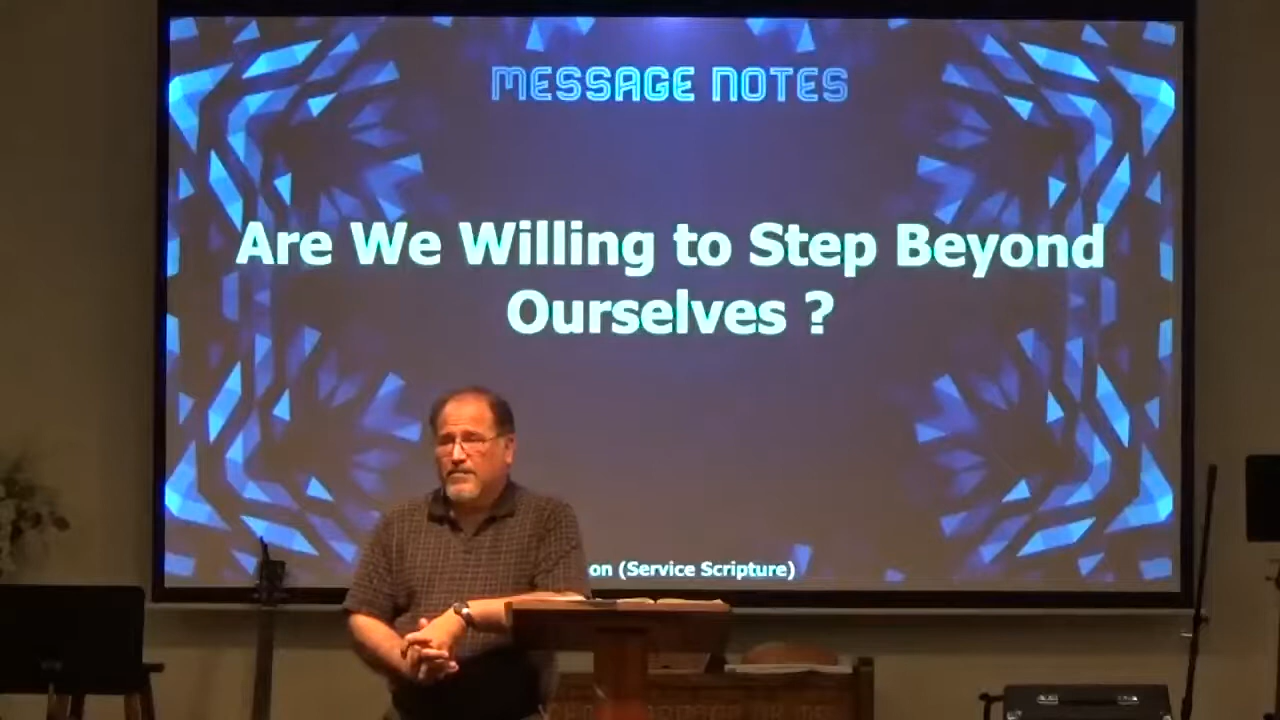 MESSAGE NOTES
Are We Willing to Step Beyond
Ourselves ?
on (Service Scripture)